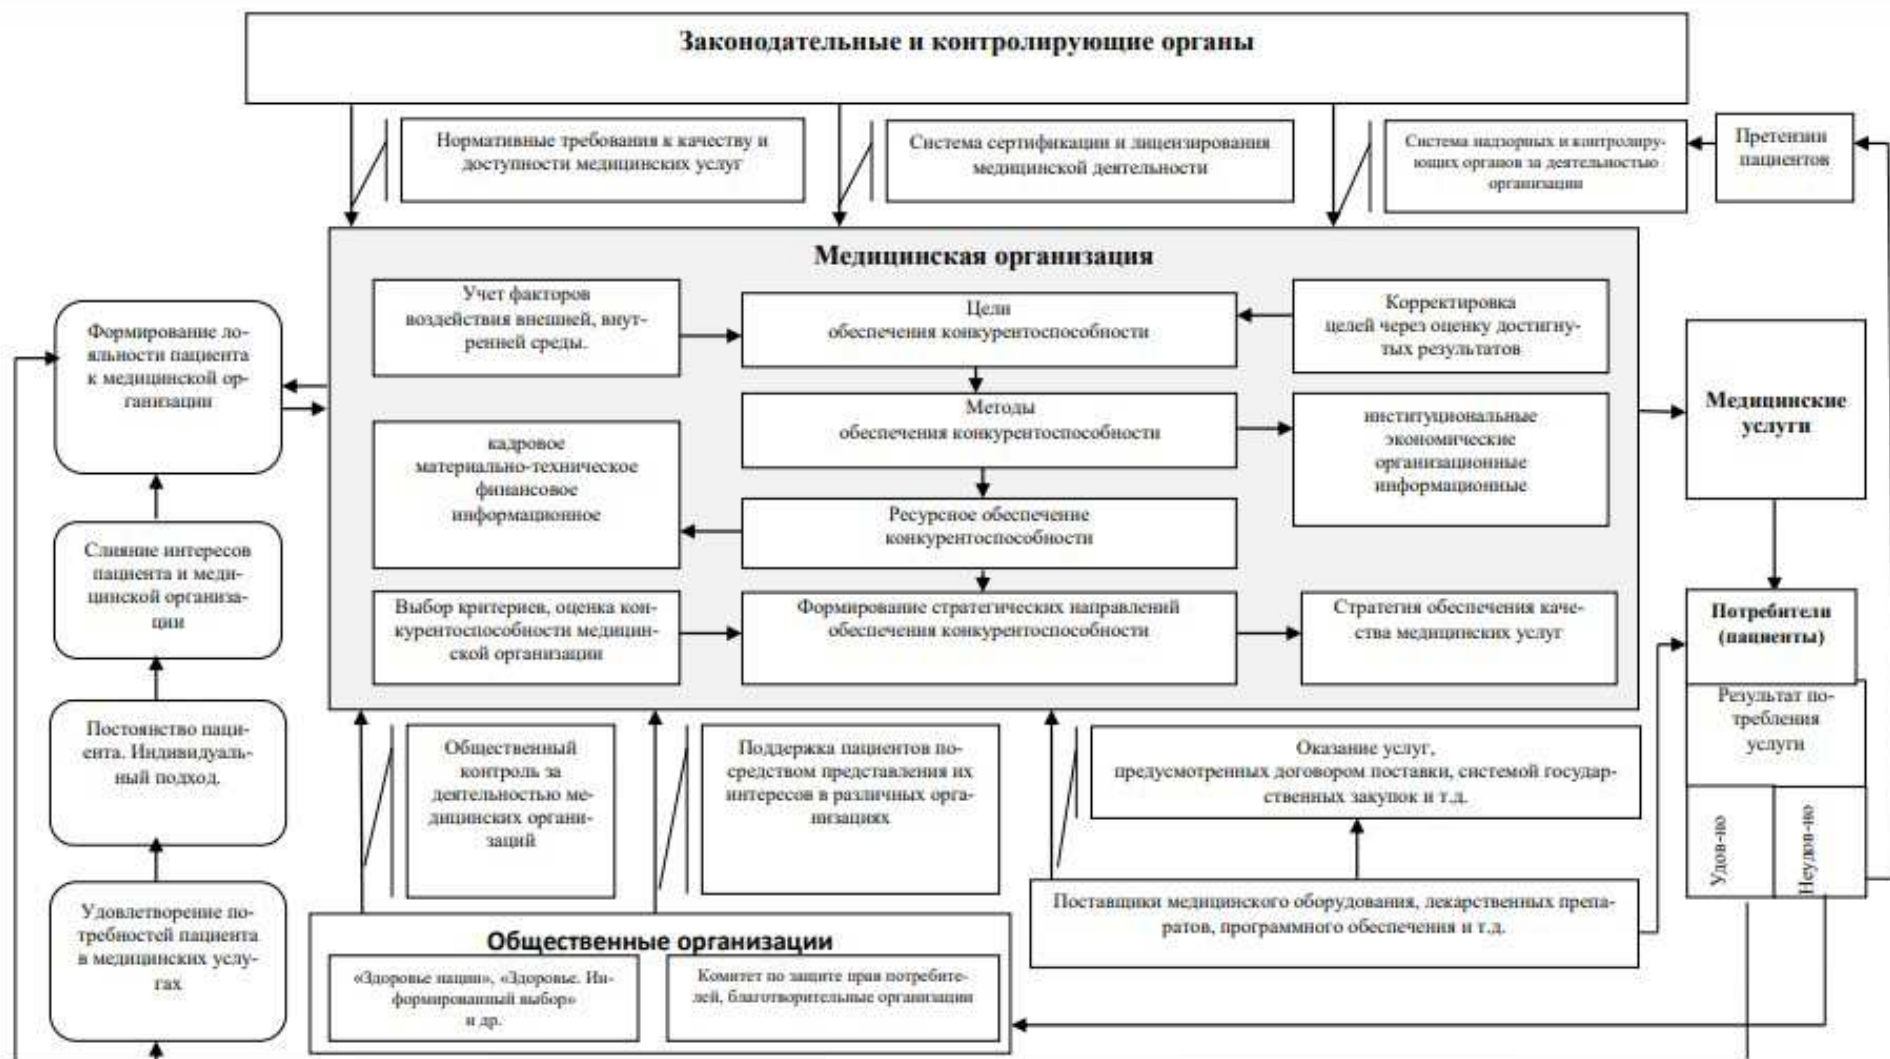 Законодательные и контролирующие органы
Нормативные требования к качеству и
доступности медицинских услуг
Система сертификации и лицензирования
медицинской деятельности
Система надзорных и контролиру-
ющих органов за деятельностью
организации
Претензии
пациентов
Медицинская организация
Учет факторов
воздействия внешней, внут-
ренней среды.
Цели
обеспечения конкурентоспособности
Корректировка
целей через оценку достигну-
тых результатов
Формирование ло-
яльности пациента
к медицинской ор-
ганизации
Методы
обеспечения конкурентоспособности
институциональные
экономические
организационные
информационные
Медицинские
услуги
кадровое
материально-техническое
финансовое
информационное
Ресурсное обеспечение
конкурентоспособности
Слияние интересов
пациента и меди-
цинской организа-
ции
Выбор критериев, оценка кон-
курентоспособности медицин-
ской организации
Формирование стратегических направлений
обеспечения конкурентоспособности
Стратегия обеспечения каче-
ства медицинских услуг
Потребители
(пациенты)
Результат по-
требления
услуги
Удов-но
Неудов-но
Постоянство паци-
ента. Индивидуаль-
ный подход.
Общественный
контроль за
деятельностью ме-
дицинских органи-
заций
Поддержка пациентов по-
средством представления их
интересов в различных орга-
низациях
Оказание услуг,
предусмотренных договором поставки, системой государ-
ственных закупок и т.д.
Поставщики медицинского оборудования, лекарственных препа-
ратов, программного обеспечения и т.д.
Удовлетворение по-
требностей пациента
в медицинских услу-
гах
Общественные организации
«Здоровье нации», «Здоровье. Ин-
формированный выбор»
и др.
Комитет по защите прав потребите-
лей, благотворительные организации